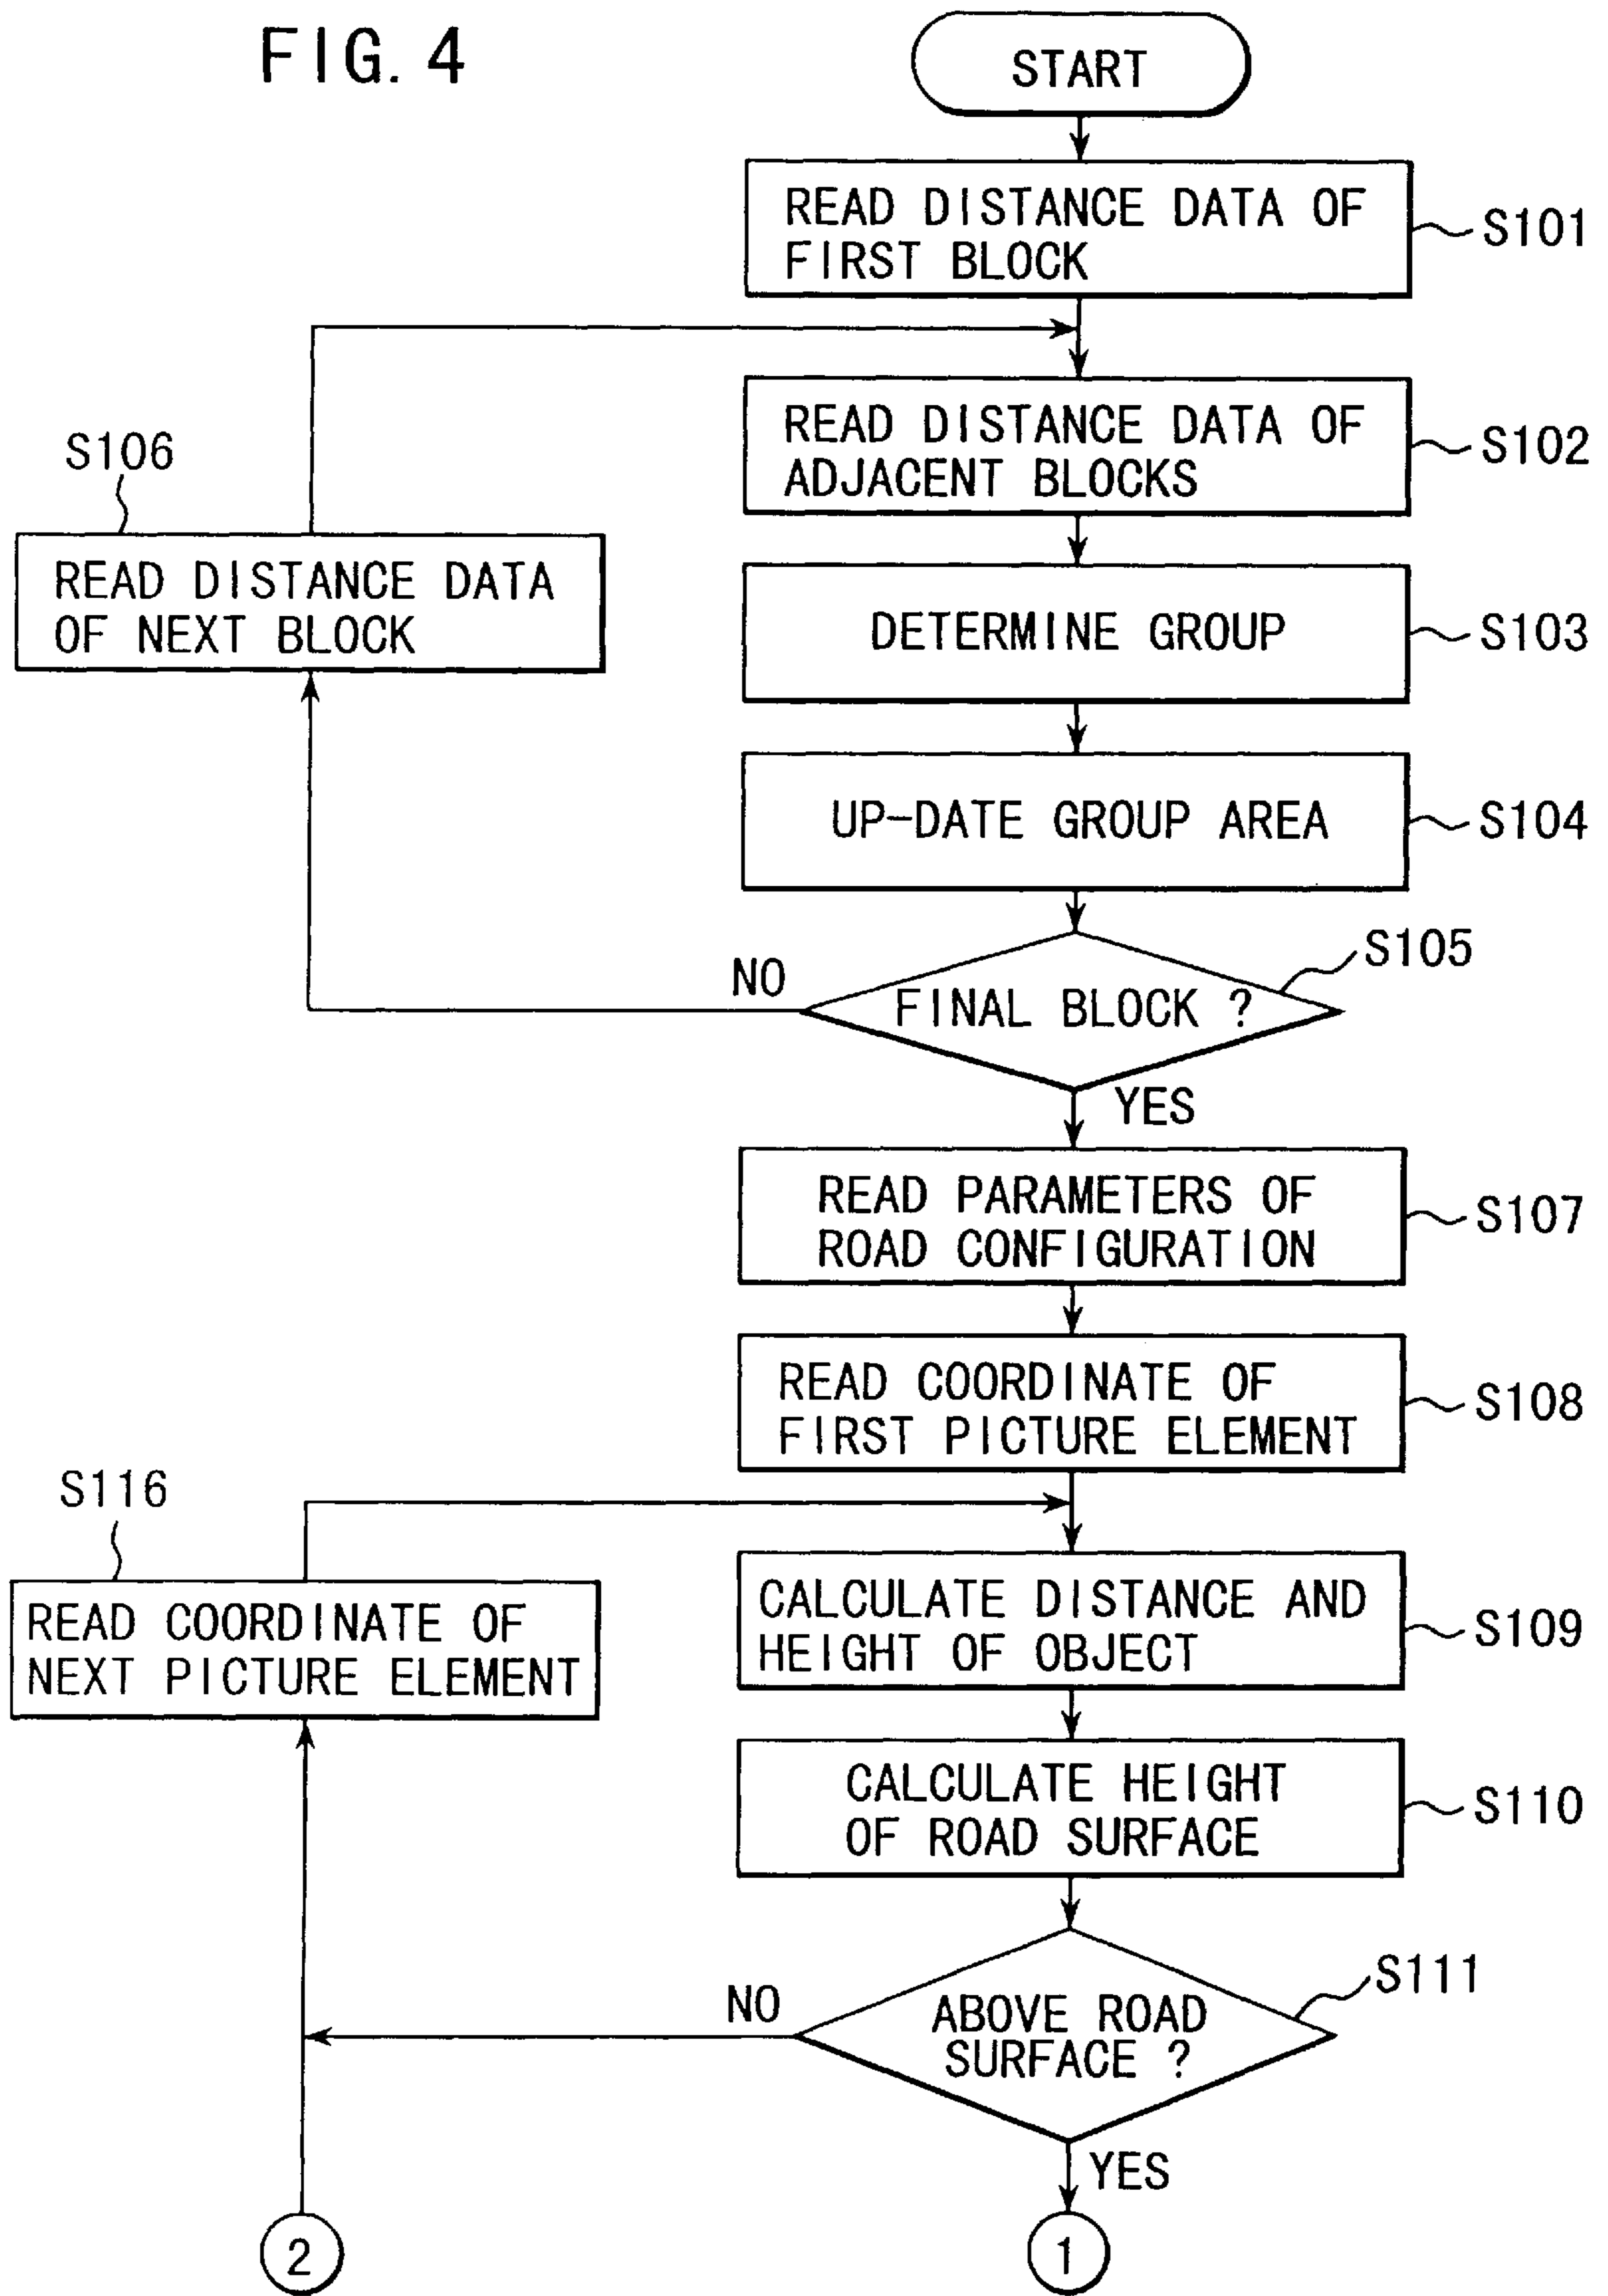 FIG. 4
START
READ DISTANCE DATA OF
FIRST BLOCK
S101
READ DISTANCE DATA OF
ADJACENT BLOCKS
S102
S106
READ DISTANCE DATA
OF NEXT BLOCK
DETERMINE GROUP
S103
UP-DATE GROUP AREA
S104
S105
NO
FINAL BLOCK ?
YES
READ PARAMETERS OF
ROAD CONFIGURATION
S107
READ COORDINATE OF
FIRST PICTURE ELEMENT
S108
S116
READ COORDINATE OF
NEXT PICTURE ELEMENT
CALCULATE DISTANCE AND
HEIGHT OF OBJECT
S109
CALCULATE HEIGHT
OF ROAD SURFACE
S110
S111
NO
ABOVE ROAD
SURFACE ?
YES
2
1